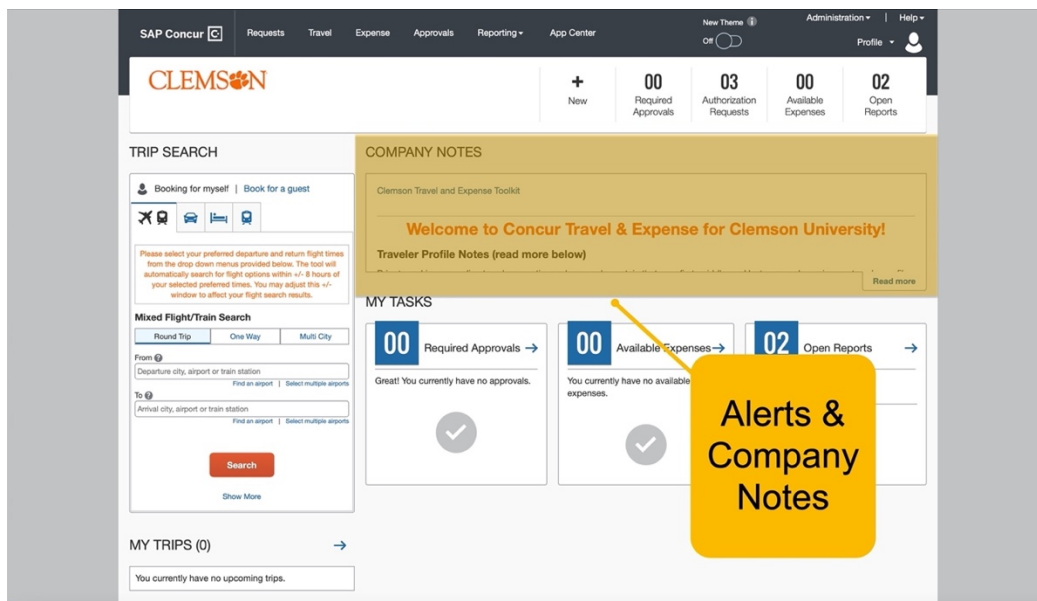 SAP Concur C Requests Travel Expense Approvals Reporting App Center New Theme Administration | Help
Off Profile
CLEMSON
+ 00 03 00 02
New Required Authorization Available Open
Approvals Requests Expenses Reports
TRIP SEARCH
Booking for myself | Book for a guest
Please select your preferred departure and return flight times
from the drop down menus provided below. The tool will
automatically search for flight options within +/- 8 hours of
your selected preferred times. You may adjust this +/-
window to affect your flight search results.
Mixed Flight/Train Search
Round Trip One Way Multi City
From
Departure city, airport or train station
Find an airport | Select multiple airports
To
Arrival city, airport or train station
Find an airport | Select multiple airports
Search
Show More
MY TRIPS (0)
You currently have no upcoming trips.
COMPANY NOTES
Clemson Travel and Expense Toolkit
Welcome to Concur Travel & Expense for Clemson University!
Traveler Profile Notes (read more below)
Read more
MY TASKS
00 Required Approvals
Great! You currently have no approvals.
00 Available Expenses
You currently have no available
expenses.
02 Open Reports
Alerts &
Company
Notes